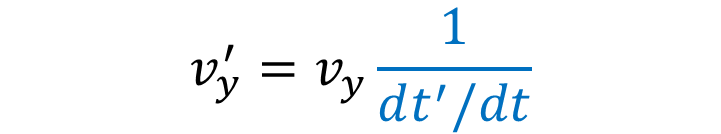 v′_y = v_y 1/(dt′/dt)